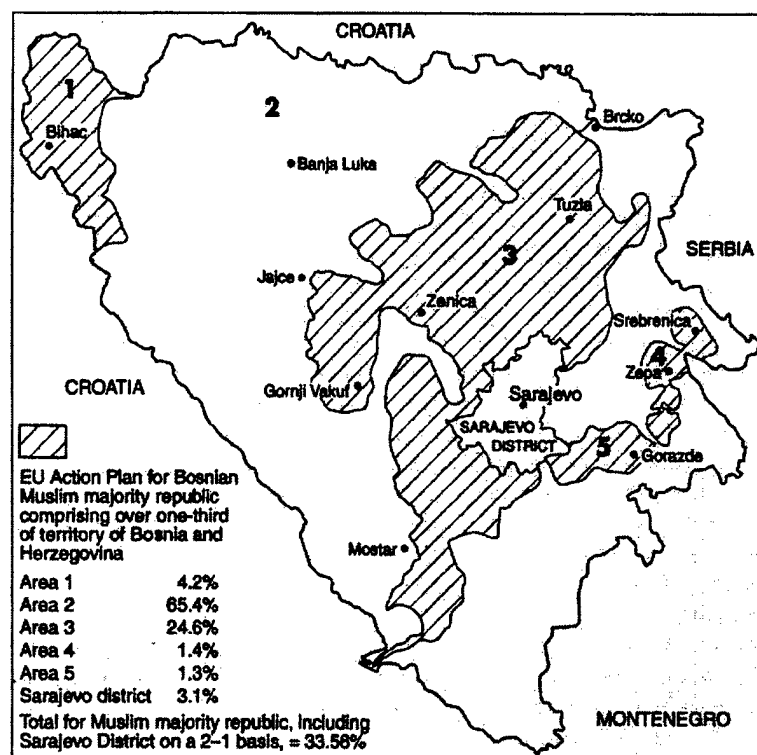 CROATIA
1
2
Bihac
Brcko
Banja Luka
Tuzla
3
SERBIA
Jajce
Zenica
Srebrenica
4
Zepa
CROATIA
Gornji Vakuf
Sarajevo
SARAJEVO
DISTRICT
5
Gorazde
EU Action Plan for Bosnian
Muslim majority republic
comprising over one-third
of territory of Bosnia and
Herzegovina
Mostar
Area 1 4.2%
Area 2 65.4%
Area 3 24.6%
Area 4 1.4%
Area 5 1.3%
Sarajevo district 3.1%
Total for Muslim majority republic, including
Sarajevo District on a 2–1 basis, = 33.56%
MONTENEGRO